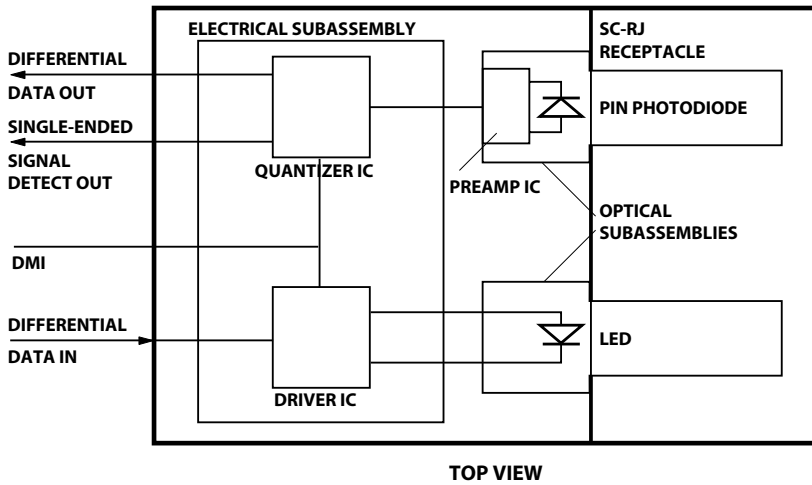 ELECTRICAL SUBASSEMBLY
SC-RJ
RECEPTACLE
DIFFERENTIAL
DATA OUT
PIN PHOTODIODE
SINGLE-ENDED
SIGNAL
DETECT OUT
QUANTIZER IC
PREAMP IC
OPTICAL
SUBASSEMBLIES
DMI
DIFFERENTIAL
DATA IN
LED
DRIVER IC
TOP VIEW